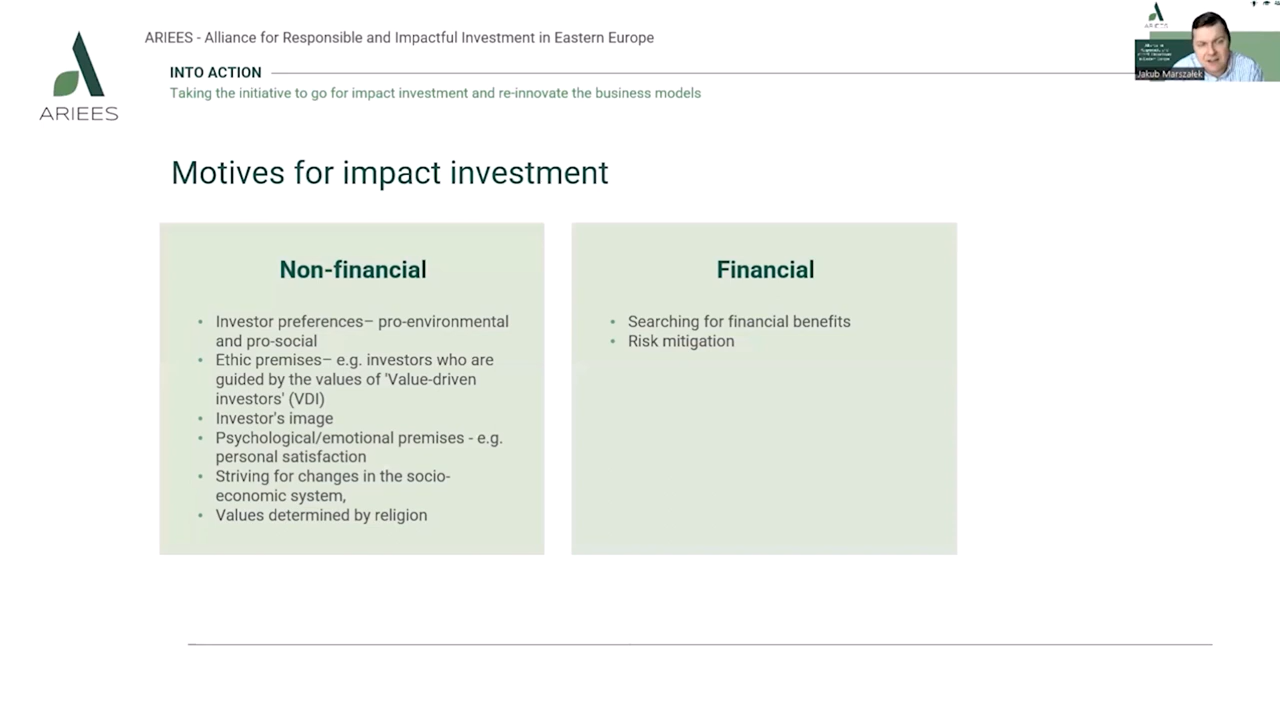 ARIEES - Alliance for Responsible and Impactful Investment in Eastern Europe
INTO ACTION
Taking the initiative to go for impact investment and re-innovate the business models
ARIEES
Jakub Marszałek
Motives for impact investment
Non-financial
• Investor preferences– pro-environmental
and pro-social
• Ethic premises– e.g. investors who are
guided by the values of 'Value-driven
investors' (VDI)
• Investor's image
• Psychological/emotional premises - e.g.
personal satisfaction
• Striving for changes in the socio-
economic system,
• Values determined by religion
Financial
• Searching for financial benefits
• Risk mitigation